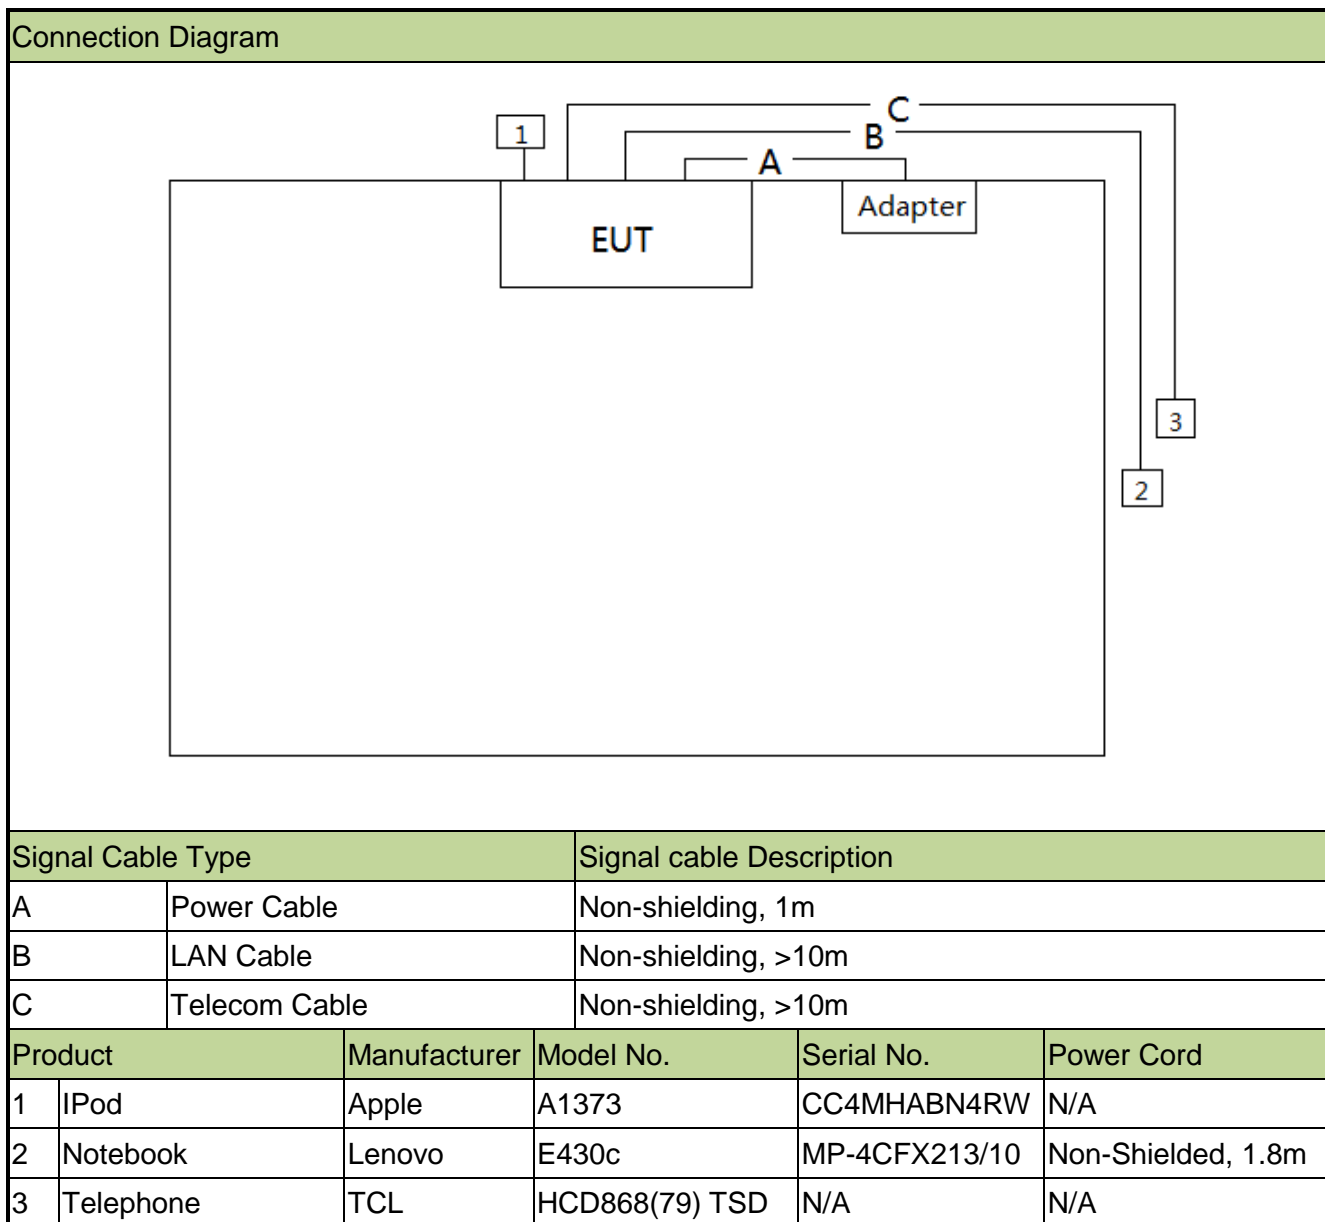 Connection Diagram
C
1
B
A
Adapter
EUT
3
2
Signal Cable Type Signal cable Description
A Power Cable Non-shielding, 1m
B LAN Cable Non-shielding, >10m
C Telecom Cable Non-shielding, >10m
Product Manufacturer Model No. Serial No. Power Cord
1 IPod Apple A1373 CC4MHABN4RW N/A
2 Notebook Lenovo E430c MP-4CFX213/10 Non-Shielded, 1.8m
3 Telephone TCL HCD868(79) TSD N/A N/A